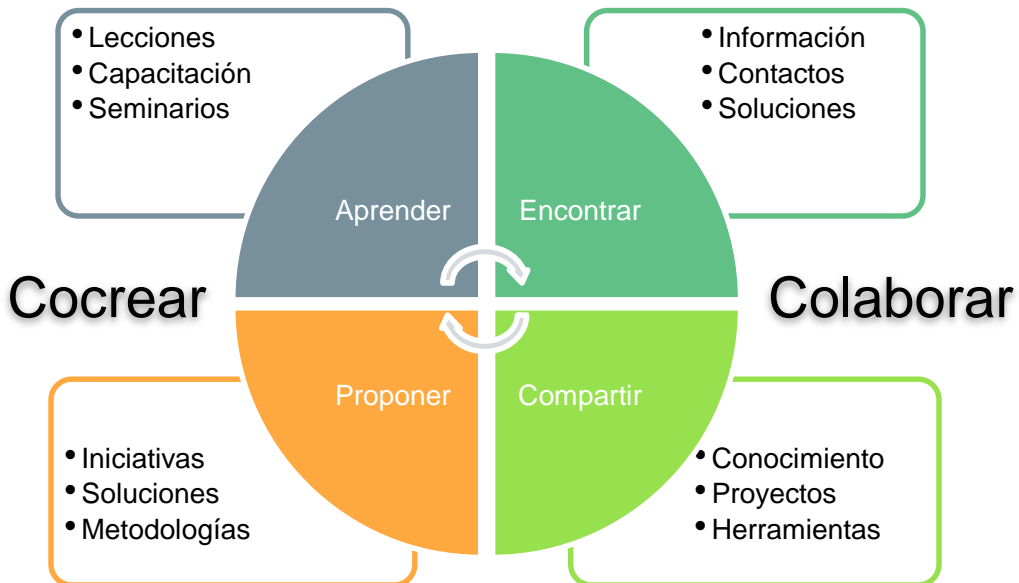 • Lecciones
• Capacitación
• Seminarios
• Información
• Contactos
• Soluciones
Aprender
Encontrar
Cocrear
Colaborar
Proponer
Compartir
• Iniciativas
• Soluciones
• Metodologías
• Conocimiento
• Proyectos
• Herramientas